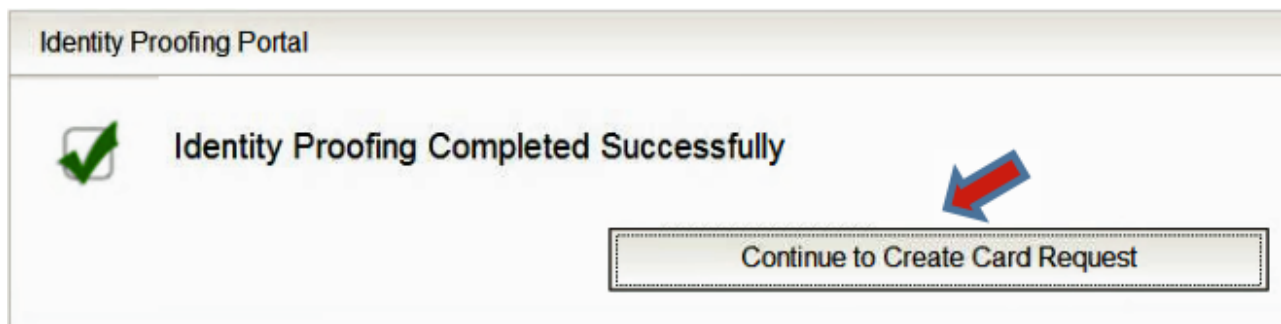 Identity Proofing Portal
Identity Proofing Completed Successfully
Continue to Create Card Request